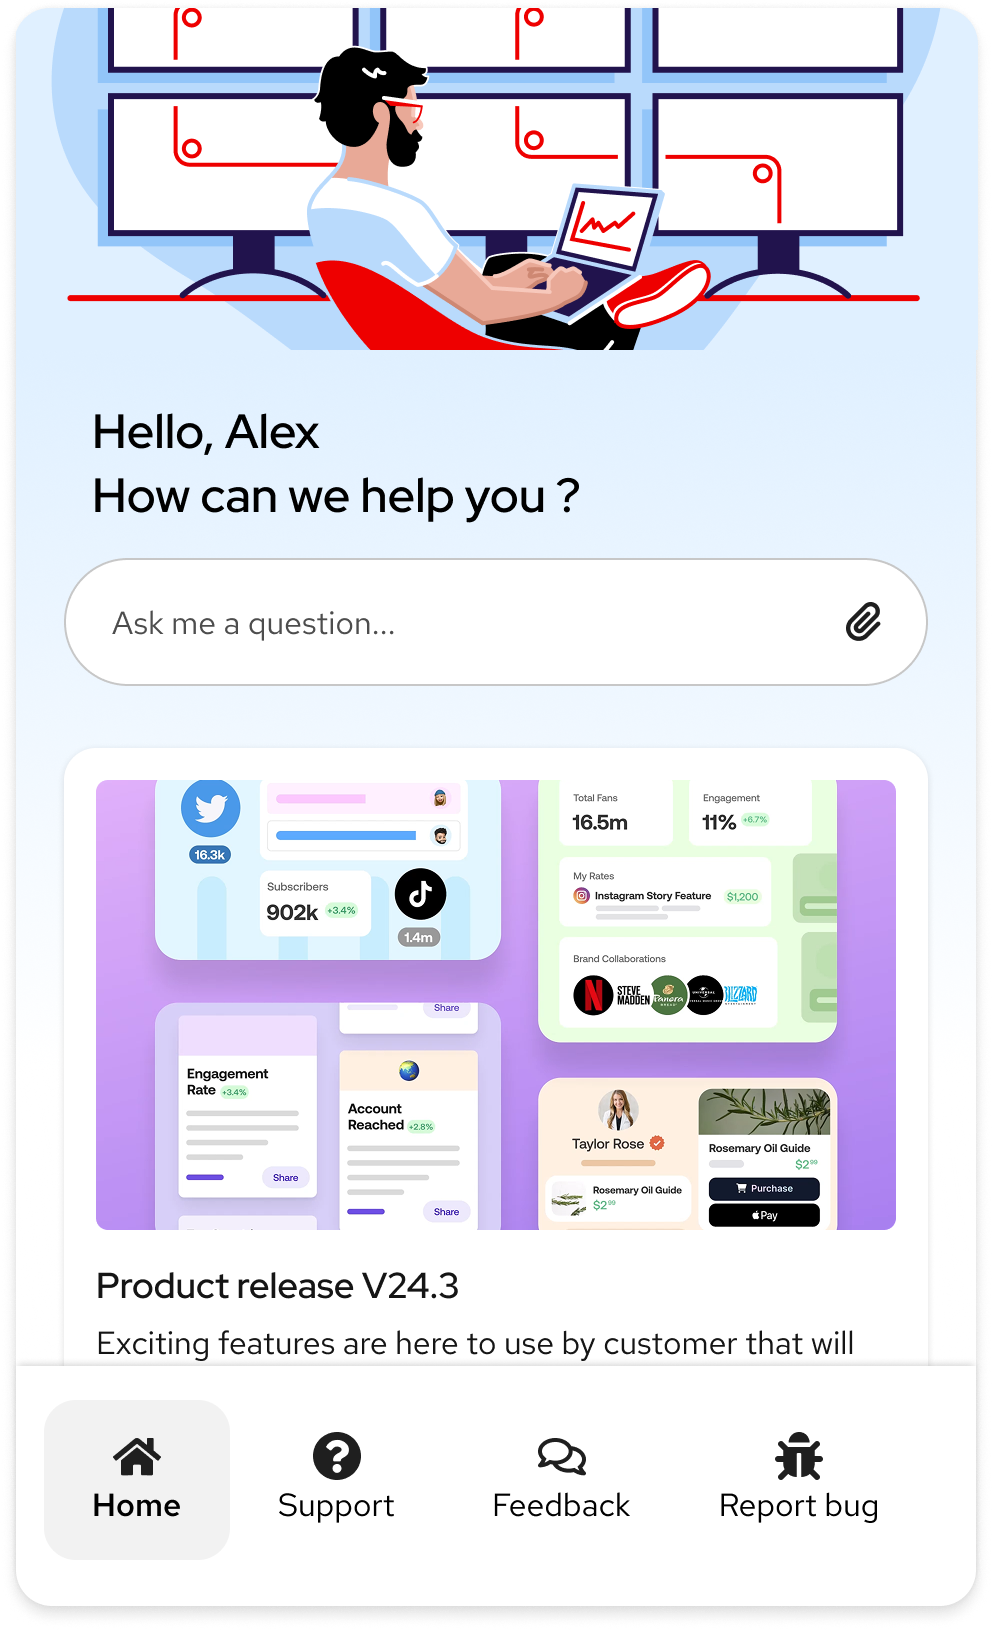 Hello, Alex
How can we help you ?
Ask me a question...
16.3k
Subscribers
902k +3.4%
1.4m
Total Fans
16.5m
Engagement
11% +6.7%
My Rates
Instagram Story Feature $1,200
Brand Collaborations
N
STEVE
MADDEN
Panera
BREAD
UNIVERSAL
BLIZZARD
ENTERTAINMENT
Engagement
Rate +3.4%
Share
Share
Account
Reached +2.8%
Share
Taylor Rose
Rosemary Oil Guide
$2.99
Rosemary Oil Guide
$2.99
Purchase
Pay
Product release V24.3
Exciting features are here to use by customer that will
Home
Support
Feedback
Report bug